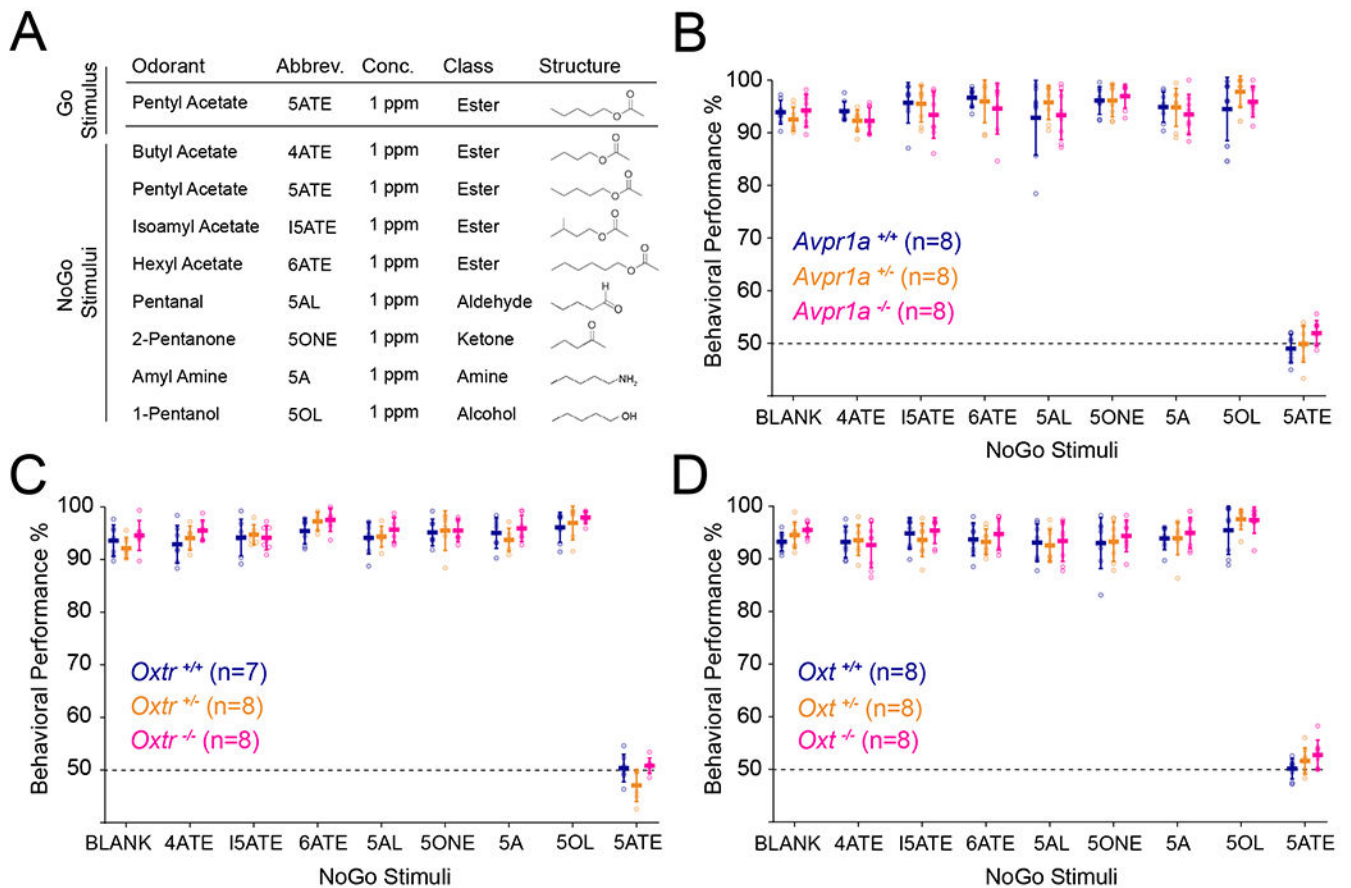 A
Go
Stimulus
NoGo
Stimului
Odorant Abbrev. Conc. Class Structure
Pentyl Acetate 5ATE 1 ppm Ester O O
Butyl Acetate 4ATE 1 ppm Ester O O
Pentyl Acetate 5ATE 1 ppm Ester O O
Isoamyl Acetate I5ATE 1 ppm Ester O O
Hexyl Acetate 6ATE 1 ppm Ester O O
Pentanal 5AL 1 ppm Aldehyde H O
2-Pentanone 5ONE 1 ppm Ketone O
Amyl Amine 5A 1 ppm Amine NH₂
1-Pentanol 5OL 1 ppm Alcohol OH
B
Behavioral Performance %
100
90
80
70
60
50
Avpr1a +/+ (n=8)
Avpr1a +/- (n=8)
Avpr1a -/- (n=8)
BLANK 4ATE I5ATE 6ATE 5AL 5ONE 5A 5OL 5ATE
NoGo Stimuli
C
Behavioral Performance %
100
90
80
70
60
50
Oxtr +/+ (n=7)
Oxtr +/- (n=8)
Oxtr -/- (n=8)
BLANK 4ATE I5ATE 6ATE 5AL 5ONE 5A 5OL 5ATE
NoGo Stimuli
D
Behavioral Performance %
100
90
80
70
60
50
Oxt +/+ (n=8)
Oxt +/- (n=8)
Oxt -/- (n=8)
BLANK 4ATE I5ATE 6ATE 5AL 5ONE 5A 5OL 5ATE
NoGo Stimuli